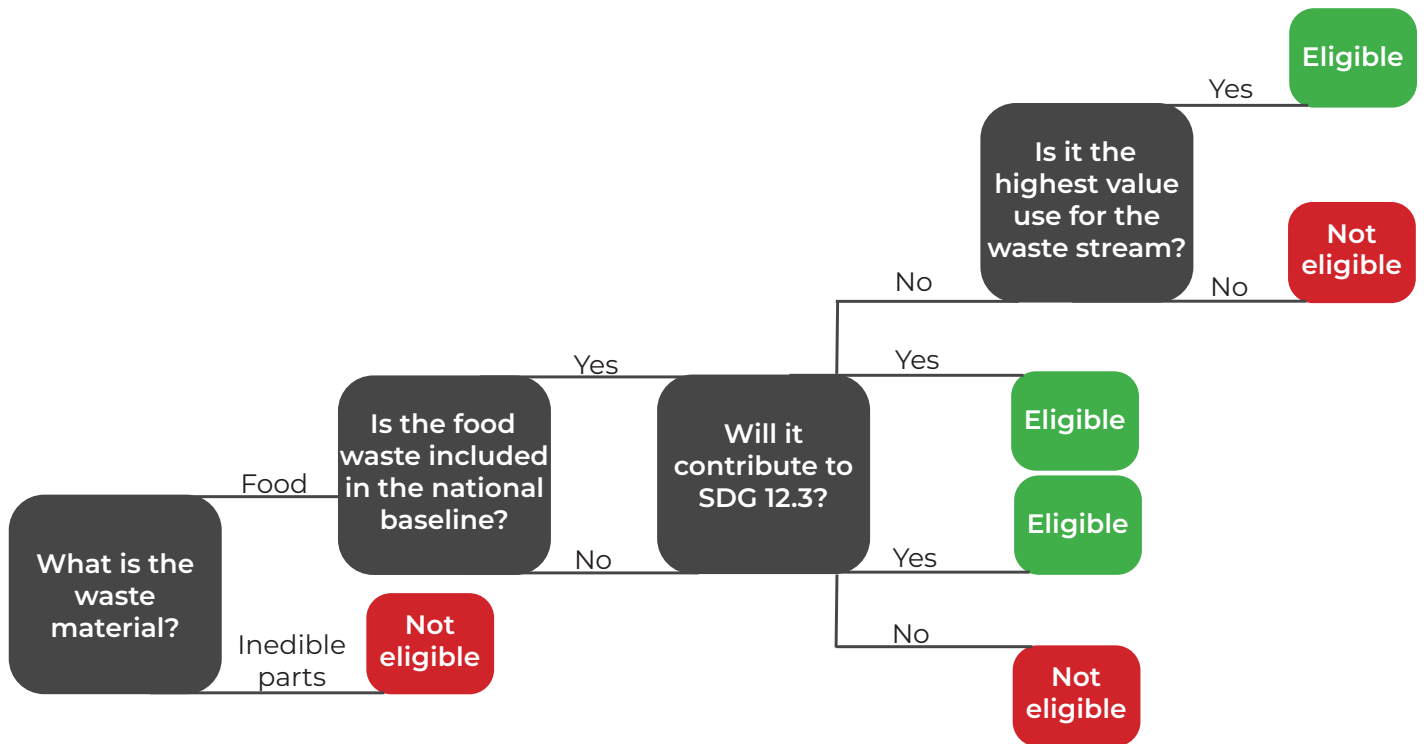 What is the
waste
material?
Food
Inedible
parts
Not
eligible
Is the food
waste included
in the national
baseline?
Yes
No
Will it
contribute to
SDG 12.3?
No
Yes
Yes
No
Is it the
highest value
use for the
waste stream?
Yes
No
Eligible
Not
eligible
Eligible
Eligible
Not
eligible